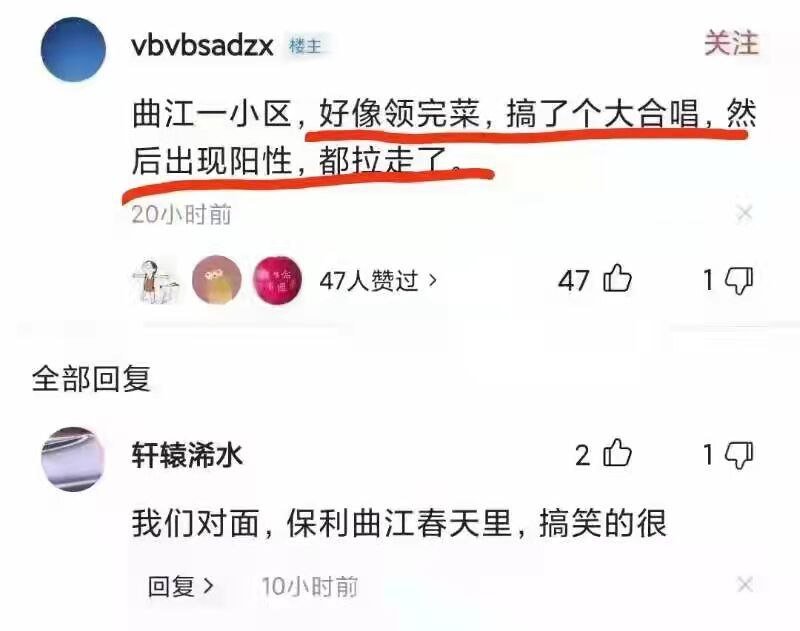 vbvbsadzx 楼主 关注
曲江一小区，好像领完菜，搞了个大合唱，然
后出现阳性，都拉走了。
20小时前
47人赞过 47 1
全部回复
轩辕浠水 2 1
我们对面，保利曲江春天里，搞笑的很
回复 10小时前